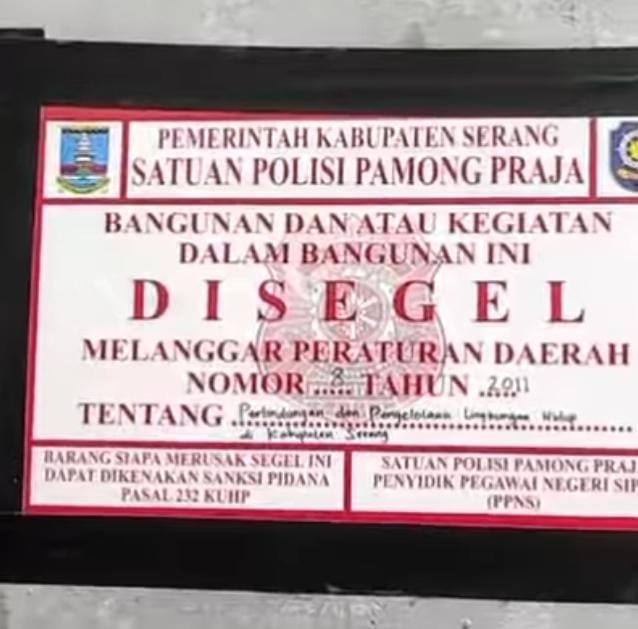 PEMERINTAH KABUPATEN SERANG
SATUAN POLISI PAMONG PRAJA
BANGUNAN DAN ATAU KEGIATAN
DALAM BANGUNAN INI
DISEGEL
MELANGGAR PERATURAN DAERAH
NOMOR 8 TAHUN 2011
TENTANG Perlindungan dan Pengelolaan Lingkungan Hidup
di Kabupaten Serang
BARANG SIAPA MERUSAK SEGEL INI
DAPAT DIKENAKAN SANKSI PIDANA
PASAL 232 KUHP
SATUAN POLISI PAMONG PRAJ
PENYIDIK PEGAWAI NEGERI SIP
(PPNS)